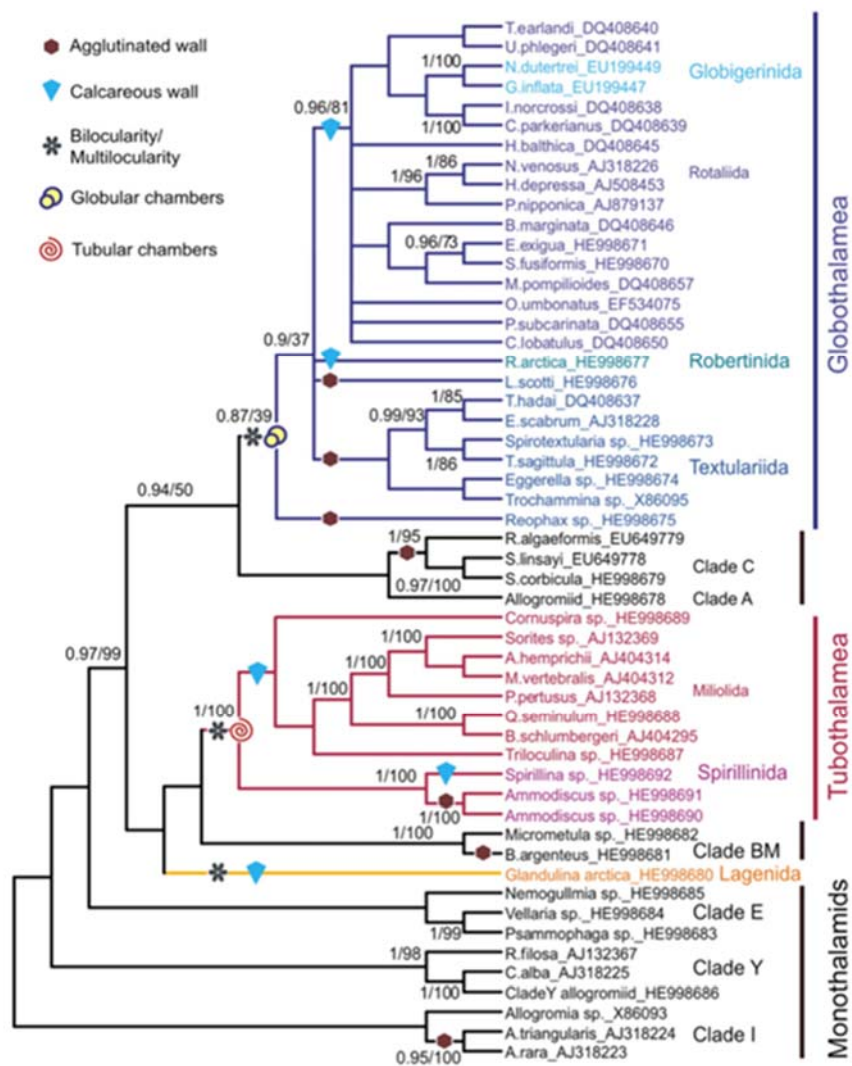 Agglutinated wall
Calcareous wall
Bilocularity/
Multilocularity
Globular chambers
Tubular chambers
T.earlandi_DQ408640
U.phlegeri_DQ408641
1/100
N.dutertrei_EU199449
Globigerinida
G.inflata_EU199447
0.96/81
I.norcrossi_DQ408638
1/100
C.parkerianus_DQ408639
H.balthica_DQ408645
1/86
N.venosus_AJ318226
Rotaliida
1/96
H.depressa_AJ508453
P.nipponica_AJ879137
B.marginata_DQ408646
0.96/73
E.exigua_HE998671
S.fusiformis_HE998670
M.pompilioides_DQ408657
O.umbonatus_EF534075
P.subcarinata_DQ408655
0.9/37
C.lobatulus_DQ408650
R.arctica_HE998677
Robertinida
L.scotti_HE998676
1/85
T.hadai_DQ408637
0.87/39
0.99/93
E.scabrum_AJ318228
Spirotextularia sp._HE998673
1/86
T.sagittula_HE998672
Textulariida
Eggerella sp._HE998674
0.94/50
Trochammina sp._X86095
Reophax sp._HE998675
Globothalamea
1/95
R.algaeformis_EU649779
S.linsayi_EU649778
Clade C
0.97/100
S.corbicula_HE998679
Allogromiid_HE998678
Clade A
Cornuspira sp._HE998689
1/100
Sorites sp._AJ132369
0.97/99
1/100
A.hemprichii_AJ404314
M.vertebralis_AJ404312
Miliolida
1/100
P.pertusus_AJ132368
1/100
1/100
Q.seminulum_HE998688
B.schlumbergeri_AJ404295
Triloculina sp._HE998687
1/100
Spirillina sp._HE998692
Spirillinida
Ammodiscus sp._HE998691
1/100
Ammodiscus sp._HE998690
Tubothalamea
1/100
Micrometula sp._HE998682
B.argenteus_HE998681
Clade BM
Glandulina arctica_HE998680
Lagenida
Nemogullmia sp._HE998685
Vellaria sp._HE998684
Clade E
1/99
Psammophaga sp._HE998683
1/98
R.filosa_AJ132367
C.alba_AJ318225
Clade Y
1/100
CladeY allogromiid_HE998686
Allogromia sp._X86093
A.triangularis_AJ318224
Clade I
0.95/100
A.rara_AJ318223
Monothalamids